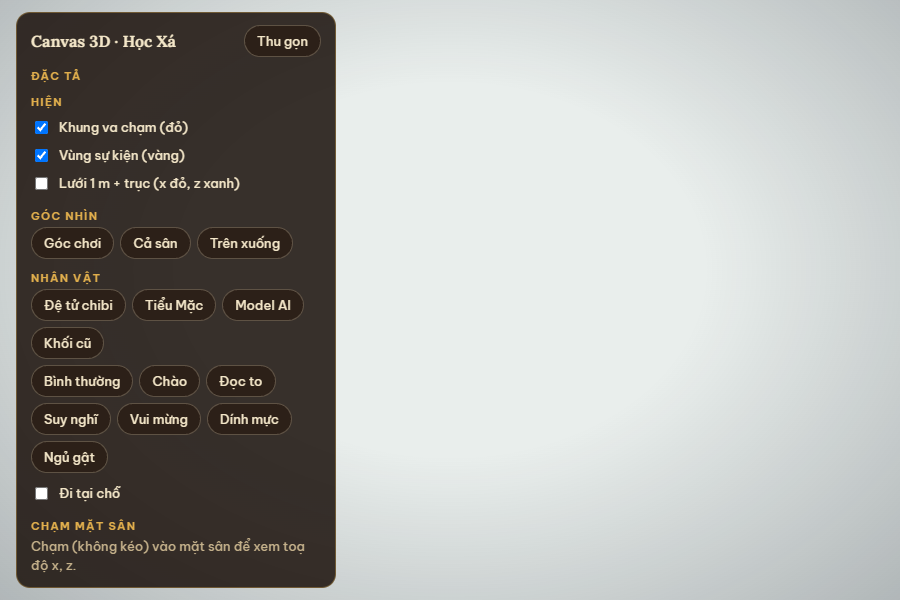 Canvas 3D · Học Xá
Thu gọn
ĐẶC TẢ
HIỆN
Khung va chạm (đỏ)
Vùng sự kiện (vàng)
Lưới 1 m + trục (x đỏ, z xanh)
GÓC NHÌN
Góc chơi Cả sân Trên xuống
NHÂN VẬT
Đệ tử chibi Tiểu Mặc Model AI
Khối cũ
Bình thường Chào Đọc to
Suy nghĩ Vui mừng Dính mực
Ngủ gật
Đi tại chỗ
CHẠM MẶT SÂN
Chạm (không kéo) vào mặt sân để xem toạ
độ x, z.